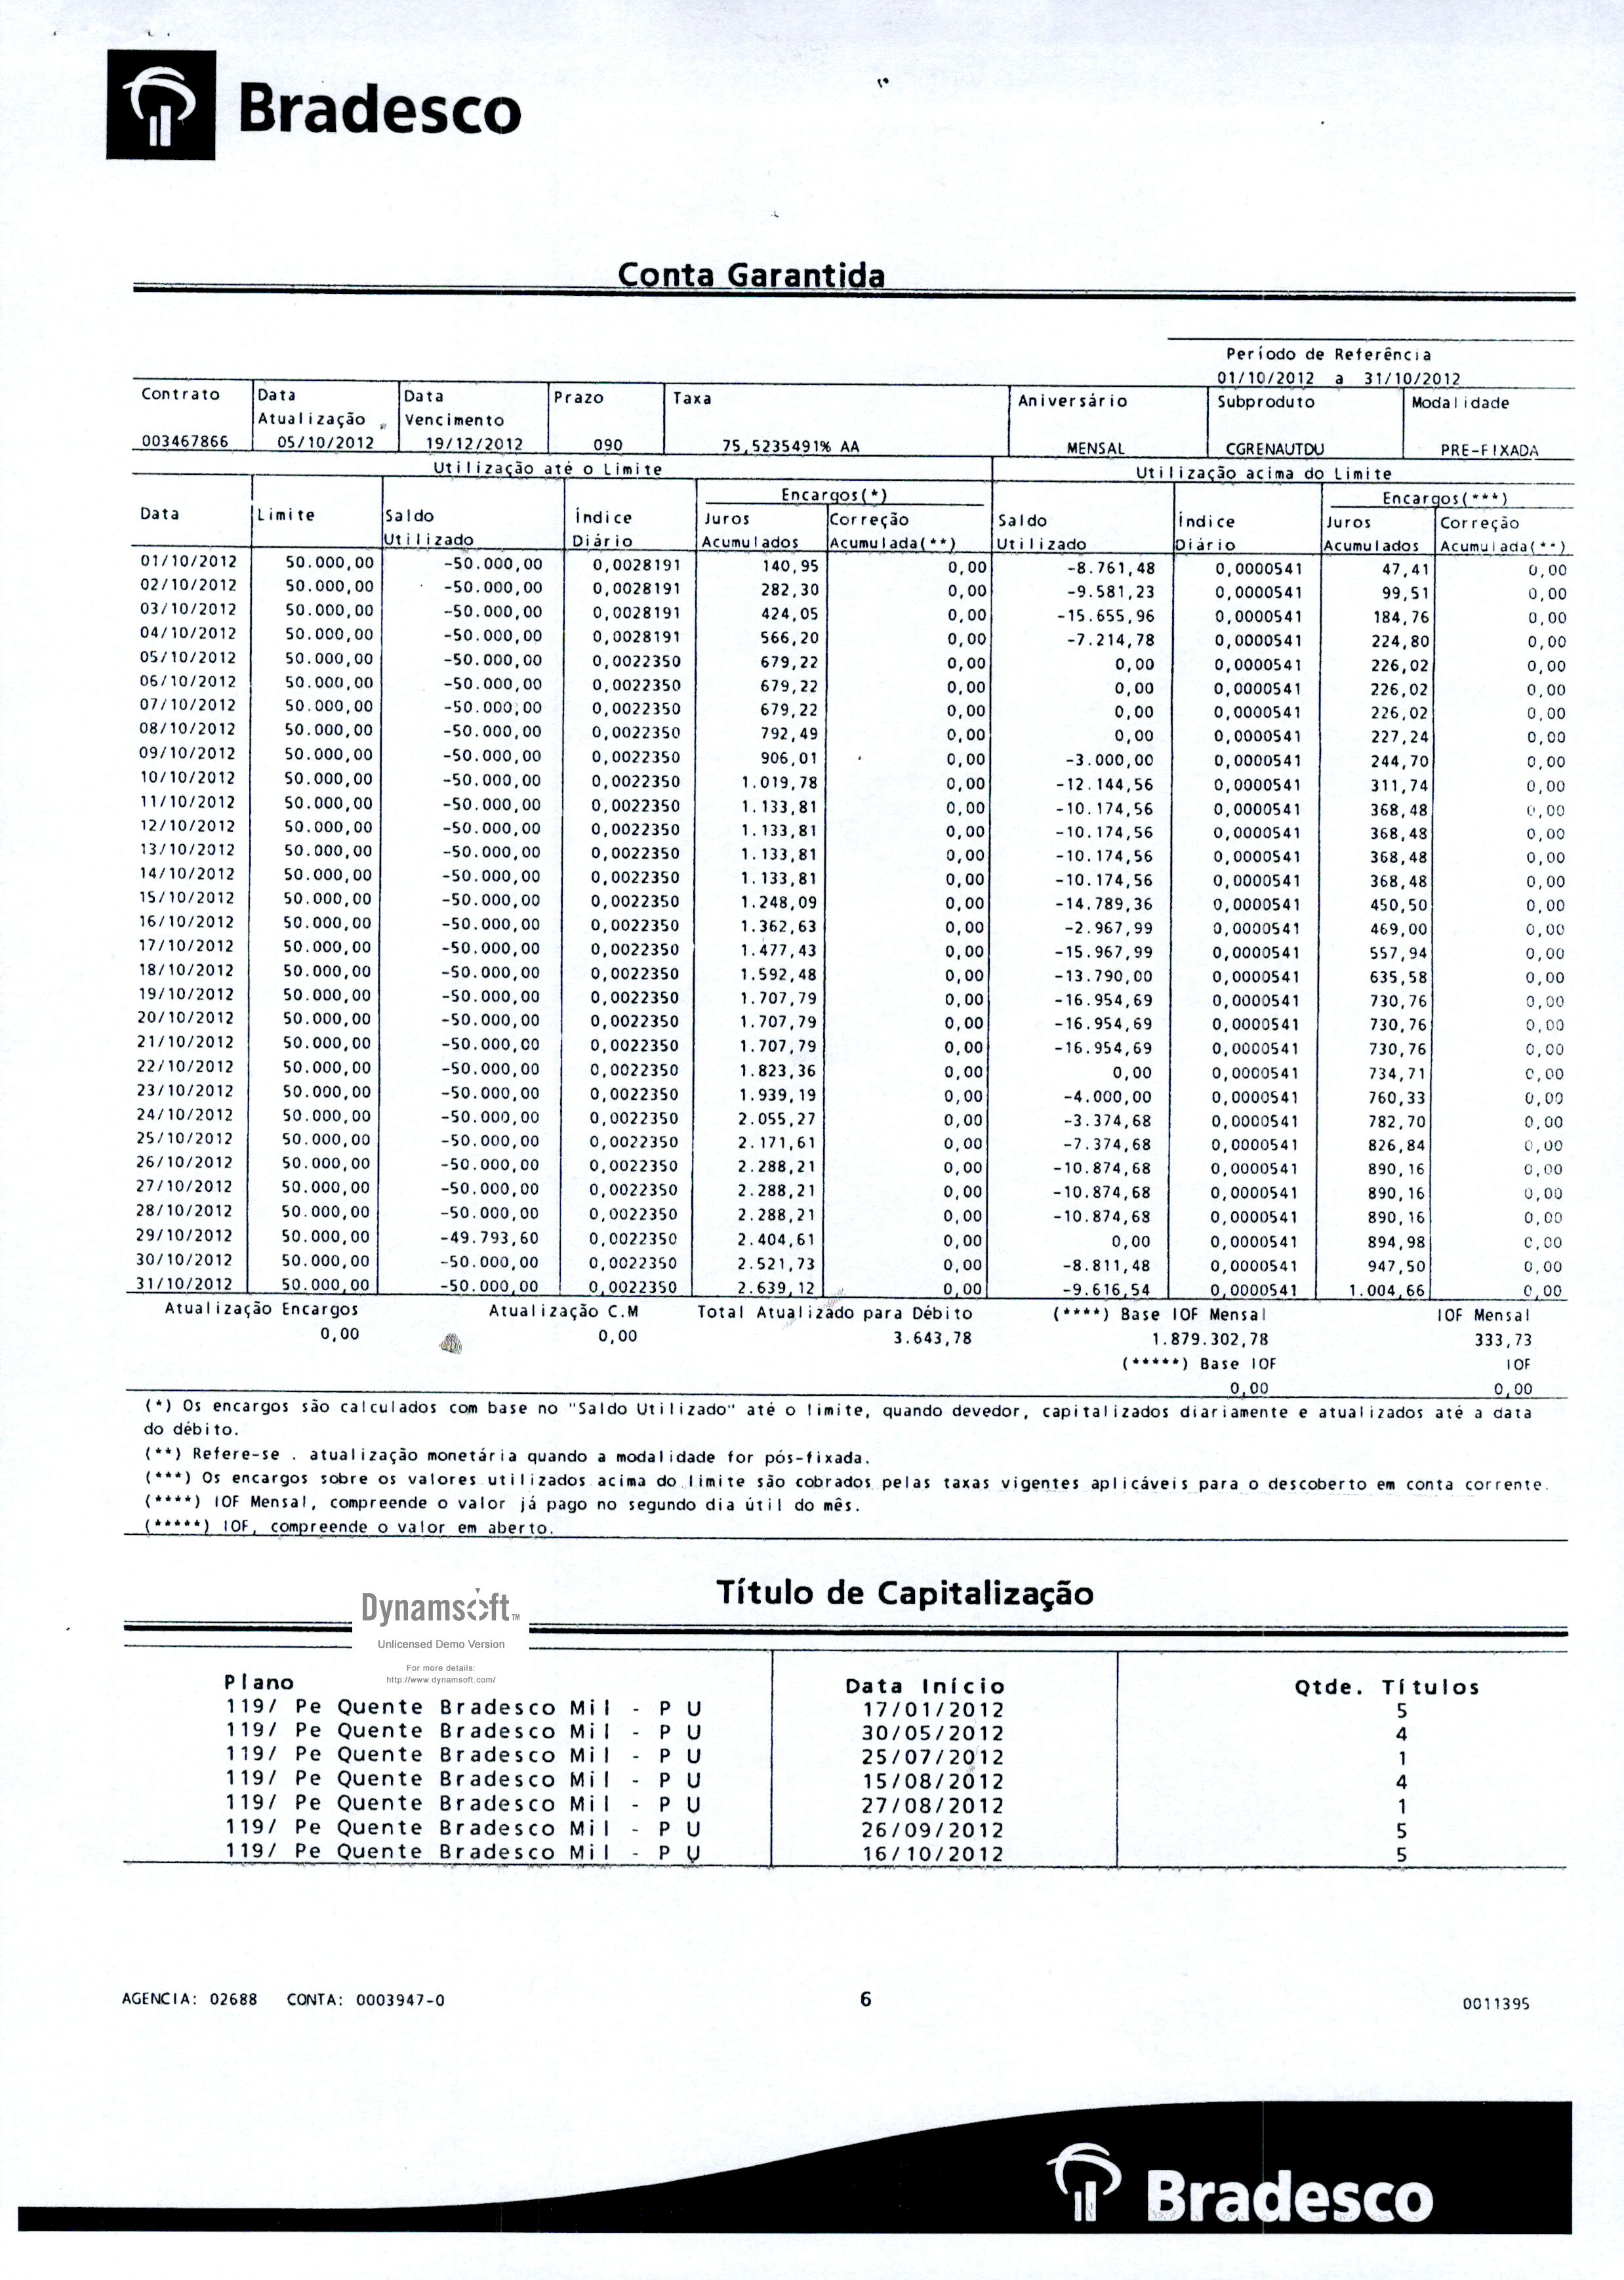 Bradesco
Conta Garantida
Período de Referência
01/10/2012 a 31/10/2012
Contrato Data Atualização Data Vencimento Prazo Taxa Aniversário Subproduto Modalidade
003467866 05/10/2012 19/12/2012 090 75,5235491% AA MENSAL CGRENAUTDU PRE-FIXADA
Utilização até o Limite Utilização acima do Limite
Encargos(*) Encargos(***)
Data Limite Saldo Utilizado Índice Diário Juros Acumulados Correção Acumulada(**) Saldo Utilizado Índice Diário Juros Acumulados Correção Acumulada(**)
01/10/2012 50.000,00 -50.000,00 0,0028191 140,95 0,00 -8.761,48 0,0000541 47,41 0,00
02/10/2012 50.000,00 -50.000,00 0,0028191 282,30 0,00 -9.581,23 0,0000541 99,51 0,00
03/10/2012 50.000,00 -50.000,00 0,0028191 424,05 0,00 -15.655,96 0,0000541 184,76 0,00
04/10/2012 50.000,00 -50.000,00 0,0028191 566,20 0,00 -7.214,78 0,0000541 224,80 0,00
05/10/2012 50.000,00 -50.000,00 0,0022350 679,22 0,00 0,00 0,0000541 226,02 0,00
06/10/2012 50.000,00 -50.000,00 0,0022350 679,22 0,00 0,00 0,0000541 226,02 0,00
07/10/2012 50.000,00 -50.000,00 0,0022350 679,22 0,00 0,00 0,0000541 226,02 0,00
08/10/2012 50.000,00 -50.000,00 0,0022350 792,49 0,00 0,00 0,0000541 227,24 0,00
09/10/2012 50.000,00 -50.000,00 0,0022350 906,01 0,00 -3.000,00 0,0000541 244,70 0,00
10/10/2012 50.000,00 -50.000,00 0,0022350 1.019,78 0,00 -12.144,56 0,0000541 311,74 0,00
11/10/2012 50.000,00 -50.000,00 0,0022350 1.133,81 0,00 -10.174,56 0,0000541 368,48 0,00
12/10/2012 50.000,00 -50.000,00 0,0022350 1.133,81 0,00 -10.174,56 0,0000541 368,48 0,00
13/10/2012 50.000,00 -50.000,00 0,0022350 1.133,81 0,00 -10.174,56 0,0000541 368,48 0,00
14/10/2012 50.000,00 -50.000,00 0,0022350 1.133,81 0,00 -10.174,56 0,0000541 368,48 0,00
15/10/2012 50.000,00 -50.000,00 0,0022350 1.248,09 0,00 -14.789,36 0,0000541 450,50 0,00
16/10/2012 50.000,00 -50.000,00 0,0022350 1.362,63 0,00 -2.967,99 0,0000541 469,00 0,00
17/10/2012 50.000,00 -50.000,00 0,0022350 1.477,43 0,00 -15.967,99 0,0000541 557,94 0,00
18/10/2012 50.000,00 -50.000,00 0,0022350 1.592,48 0,00 -13.790,00 0,0000541 635,58 0,00
19/10/2012 50.000,00 -50.000,00 0,0022350 1.707,79 0,00 -16.954,69 0,0000541 730,76 0,00
20/10/2012 50.000,00 -50.000,00 0,0022350 1.707,79 0,00 -16.954,69 0,0000541 730,76 0,00
21/10/2012 50.000,00 -50.000,00 0,0022350 1.707,79 0,00 -16.954,69 0,0000541 730,76 0,00
22/10/2012 50.000,00 -50.000,00 0,0022350 1.823,36 0,00 0,00 0,0000541 734,71 0,00
23/10/2012 50.000,00 -50.000,00 0,0022350 1.939,19 0,00 -4.000,00 0,0000541 760,33 0,00
24/10/2012 50.000,00 -50.000,00 0,0022350 2.055,27 0,00 -3.374,68 0,0000541 782,70 0,00
25/10/2012 50.000,00 -50.000,00 0,0022350 2.171,61 0,00 -7.374,68 0,0000541 826,84 0,00
26/10/2012 50.000,00 -50.000,00 0,0022350 2.288,21 0,00 -10.874,68 0,0000541 890,16 0,00
27/10/2012 50.000,00 -50.000,00 0,0022350 2.288,21 0,00 -10.874,68 0,0000541 890,16 0,00
28/10/2012 50.000,00 -50.000,00 0,0022350 2.288,21 0,00 -10.874,68 0,0000541 890,16 0,00
29/10/2012 50.000,00 -49.793,60 0,0022350 2.404,61 0,00 0,00 0,0000541 894,98 0,00
30/10/2012 50.000,00 -50.000,00 0,0022350 2.521,73 0,00 -8.811,48 0,0000541 947,50 0,00
31/10/2012 50.000,00 -50.000,00 0,0022350 2.639,12 0,00 -9.616,54 0,0000541 1.004,66 0,00
Atualização Encargos Atualização C.M Total Atualizado para Débito (****) Base IOF Mensal IOF Mensal
0,00 0,00 3.643,78 1.879.302,78 333,73
(*****) Base IOF IOF
0,00 0,00
(*) Os encargos são calculados com base no "Saldo Utilizado" até o limite, quando devedor, capitalizados diariamente e atualizados até a data
do débito.
(**) Refere-se . atualização monetária quando a modalidade for pós-fixada.
(***) Os encargos sobre os valores utilizados acima do limite são cobrados pelas taxas vigentes aplicáveis para o descoberto em conta corrente.
(****) IOF Mensal, compreende o valor já pago no segundo dia útil do mês.
(*****) IOF, compreende o valor em aberto.
Título de Capitalização
Dynamsoft TM
Unlicensed Demo Version
For more details:
http://www.dynamsoft.com/
Plano Data Início Qtde. Títulos
119/ Pe Quente Bradesco Mil - P U 17/01/2012 5
119/ Pe Quente Bradesco Mil - P U 30/05/2012 4
119/ Pe Quente Bradesco Mil - P U 25/07/2012 1
119/ Pe Quente Bradesco Mil - P U 15/08/2012 4
119/ Pe Quente Bradesco Mil - P U 27/08/2012 1
119/ Pe Quente Bradesco Mil - P U 26/09/2012 5
119/ Pe Quente Bradesco Mil - P U 16/10/2012 5
AGENCIA: 02688 CONTA: 0003947-0 6 0011395
Bradesco